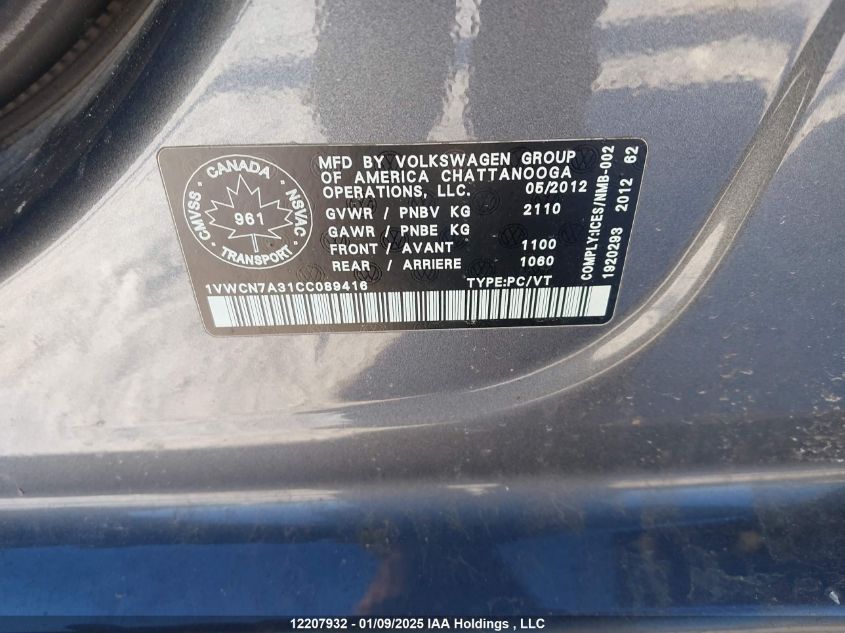 CANADA
CMVSS
NSVAC
961
TRANSPORT
MFD BY VOLKSWAGEN GROUP
OF AMERICA CHATTANOOGA
OPERATIONS, LLC. 05/2012
GVWR / PNBV KG 2110
GAWR / PNBE KG
FRONT / AVANT 1100
REAR / ARRIERE 1060
1VWCN7A31CC089416 TYPE:PC/VT
COMPLY:ICES/NMB-002
1920293 2012 62
12207932 - 01/09/2025 IAA Holdings , LLC